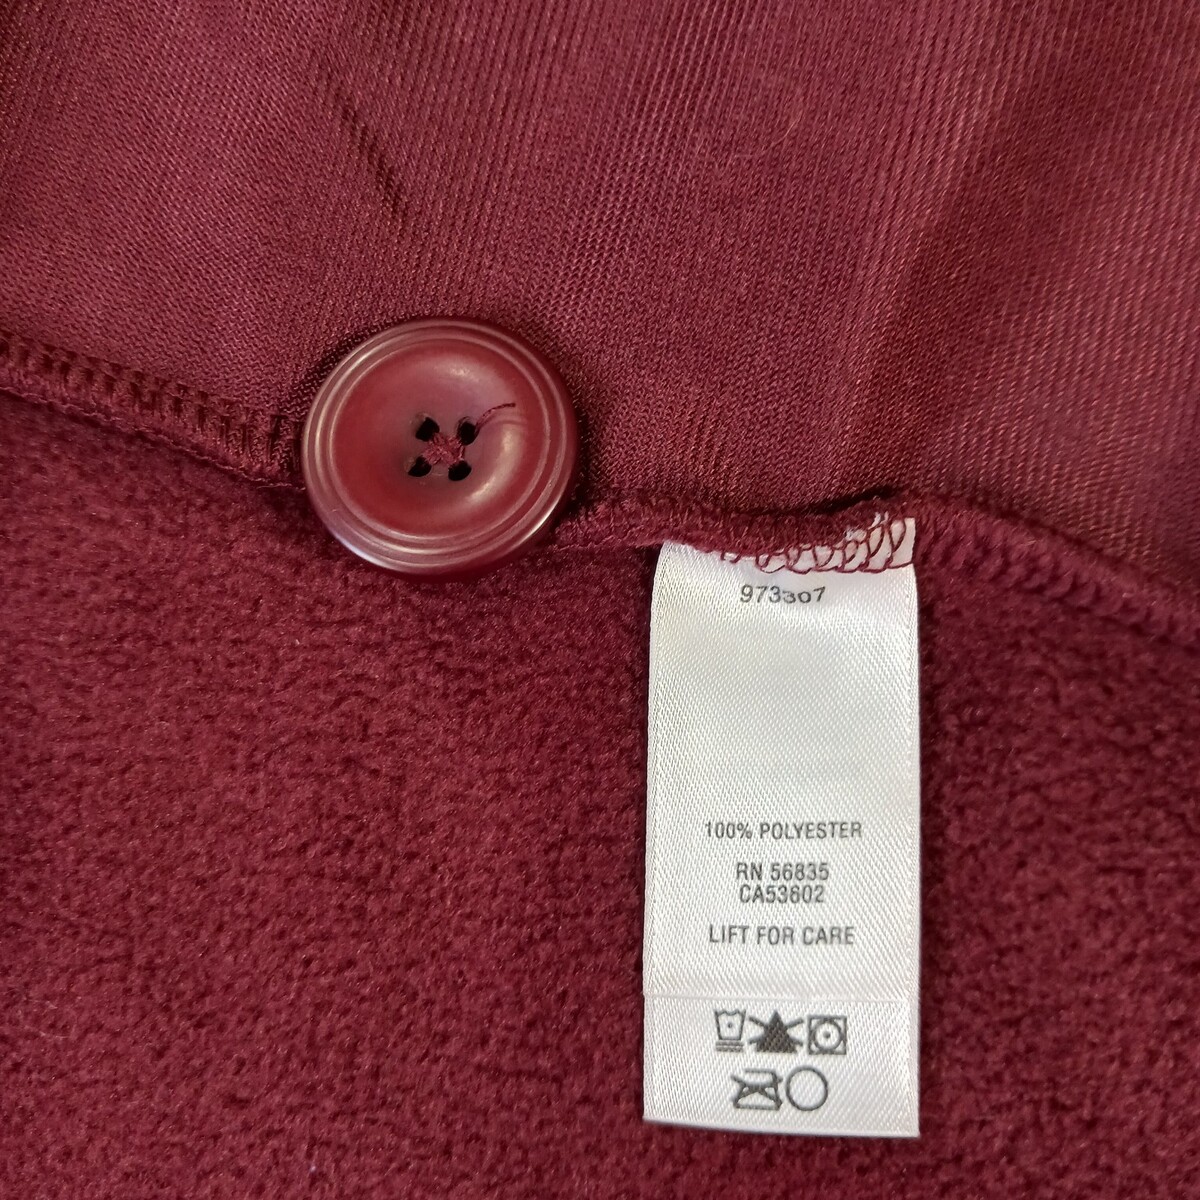 973307
100% POLYESTER
RN 56835
CA53602
LIFT FOR CARE